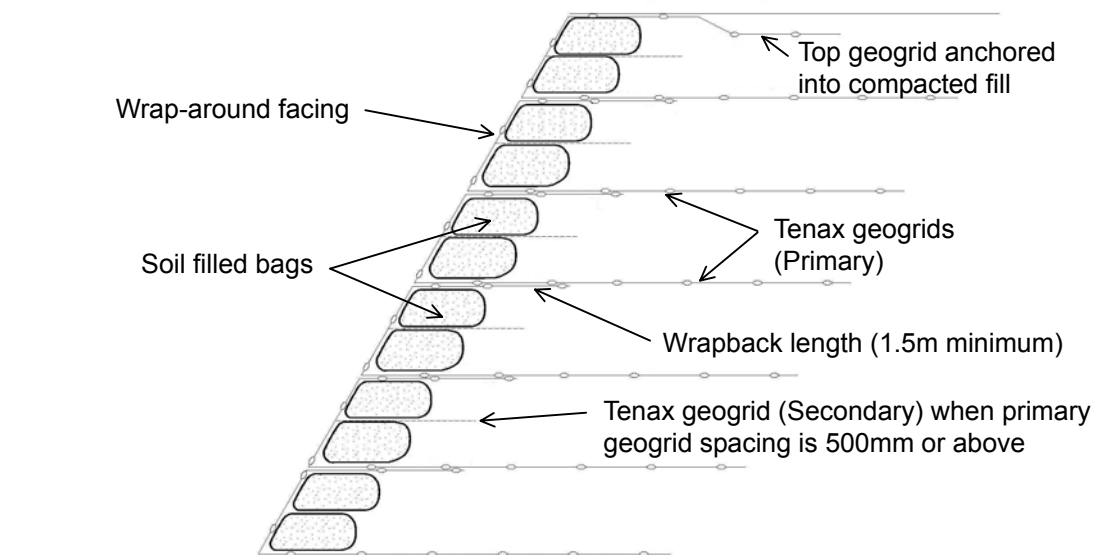 Top geogrid anchored
into compacted fill
Wrap-around facing
Tenax geogrids
(Primary)
Soil filled bags
Wrapback length (1.5m minimum)
Tenax geogrid (Secondary) when primary
geogrid spacing is 500mm or above